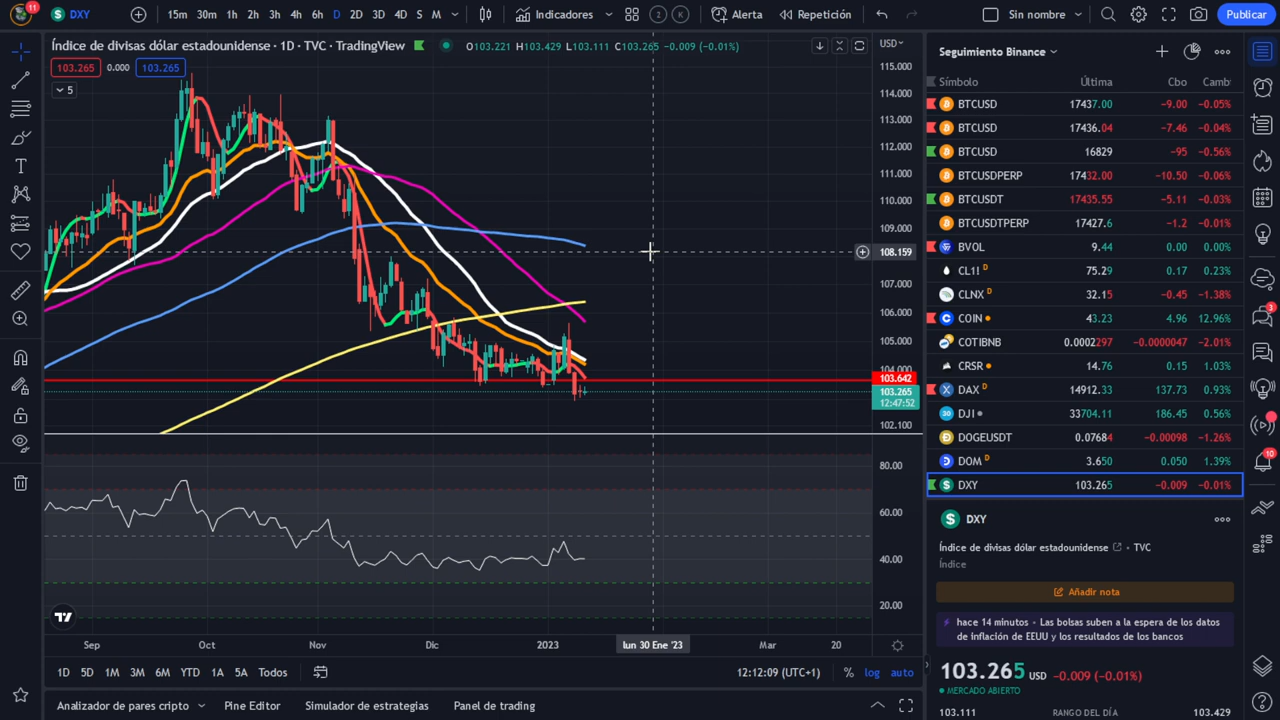 11
DXY
15m 30m 1h 2h 3h 4h 6h D 2D 3D 4D S M
Indicadores
2 K
Alerta
Repetición
Sin nombre
Publicar
Índice de divisas dólar estadounidense · 1D · TVC · TradingView
O103.221 H103.429 L103.111 C103.265 -0.009 (-0.01%)
USD
103.265 0.000 103.265
5
115.000
114.000
113.000
112.000
111.000
110.000
109.000
108.159
107.000
106.000
105.000
104.000
103.642
103.265
12:47:52
102.100
80.00
60.00
40.00
20.00
Sep Oct Nov Dic 2023 lun 30 Ene '23 Mar 20
1D 5D 1M 3M 6M YTD 1A 5A Todos
12:12:09 (UTC+1) % log auto
Analizador de pares cripto Pine Editor Simulador de estrategias Panel de trading
Seguimiento Binance
Símbolo Última Cbo Camb
BTCUSD 17437.00 -9.00 -0.05%
BTCUSD 17436.04 -7.46 -0.04%
BTCUSD 16829 -95 -0.56%
BTCUSDPERP 17432.00 -10.50 -0.06%
BTCUSDT 17435.55 -5.11 -0.03%
BTCUSDTPERP 17427.6 -1.2 -0.01%
BVOL 9.44 0.00 0.00%
CL1! D 75.29 0.17 0.23%
CLNX D 32.15 -0.45 -1.38%
COIN 43.23 4.96 12.96%
COTIBNB 0.0002297 -0.0000047 -2.01%
CRSR 14.76 0.15 1.03%
DAX D 14912.33 137.73 0.93%
30 DJI 33704.11 186.45 0.56%
DOGEUSDT 0.07684 -0.00098 -1.26%
DOM D 3.650 0.050 1.39%
DXY 103.265 -0.009 -0.01%
DXY
Índice de divisas dólar estadounidense · TVC
Índice
Añadir nota
hace 14 minutos · Las bolsas suben a la espera de los datos
de Inflación de EEUU y los resultados de los bancos
103.265 USD -0.009 (-0.01%)
MERCADO ABIERTO
103.111 RANGO DEL DÍA 103.429
3
10